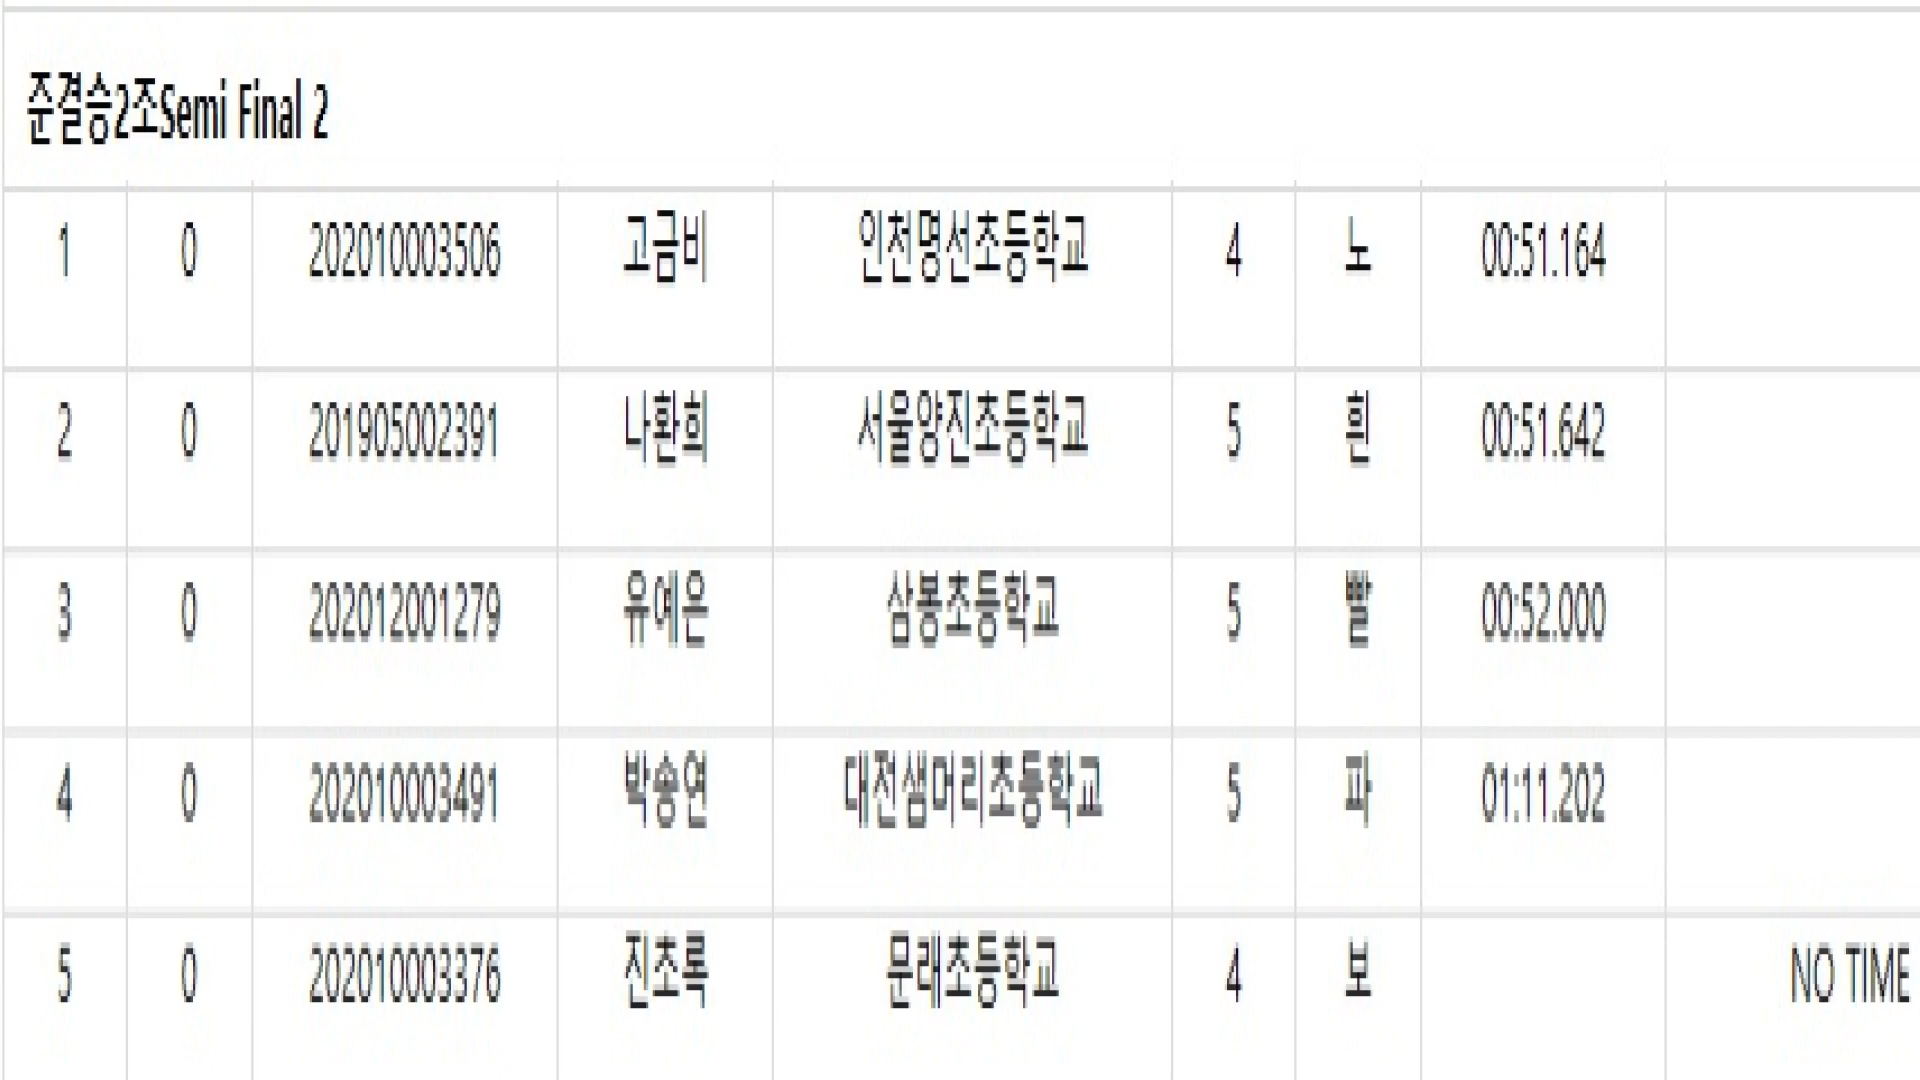 준결승2조Semi Final 2
1 0 202010003506 고금비 인천명선초등학교 4 노 00:51.164
2 0 201905002391 나환희 서울양진초등학교 5 흰 00:51.642
3 0 202012001279 유예은 삼봉초등학교 5 빨 00:52.000
4 0 202010003491 박송연 대전샘머리초등학교 5 파 01:11.202
5 0 202010003376 진초록 문래초등학교 4 보 NO TIME